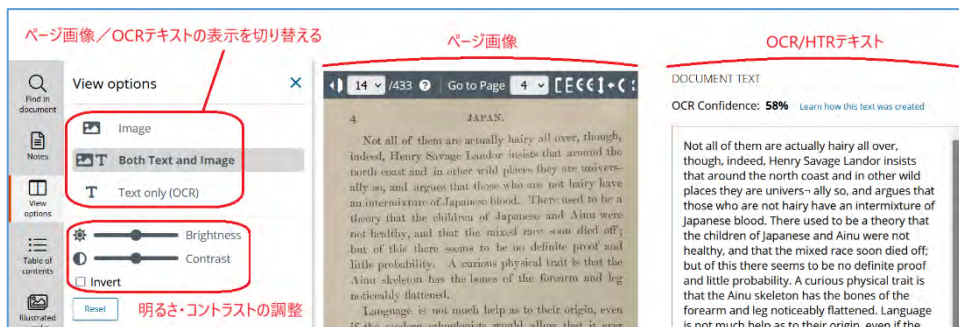 ページ画像／OCRテキストの表示を切り替える
ページ画像
OCR/HTRテキスト
Find in
document
Notes
View
options
Table of
contents
Illustrated
View options
×
Image
Both Text and Image
T Text only (OCR)
Brightness
Contrast
Invert
Reset
明るさ・コントラストの調整
14 /433 Go to Page 4
4 JAPAN.
Not all of them are actually hairy all over, though,
indeed, Henry Savage Landor insists that around the
north coast and in other wild places they are univers-
ally so, and argues that those who are not hairy have
an intermixture of Japanese blood. There used to be a
theory that the children of Japanese and Ainu were
not healthy, and that the mixed race soon died off;
but of this there seems to be no definite proof and
little probability. A curious physical trait is that the
Ainu skeleton has the bones of the forearm and leg
noticeably flattened.
Language is not much help as to their origin, even
if the modern ethnologists would allow that it ever
DOCUMENT TEXT
OCR Confidence: 58% Learn how this text was created
Not all of them are actually hairy all over,
though, indeed, Henry Savage Landor insists
that around the north coast and in other wild
places they are univers¬ ally so, and argues that
those who are not hairy have an intermixture of
Japanese blood. There used to be a theory that
the children of Japanese and Ainu were not
healthy, and that the mixed race soon died off;
but of this there seems to be no definite proof
and little probability. A curious physical trait is
that the Ainu skeleton has the bones of the
forearm and leg noticeably flattened. Language
is not much help as to their origin, even if the